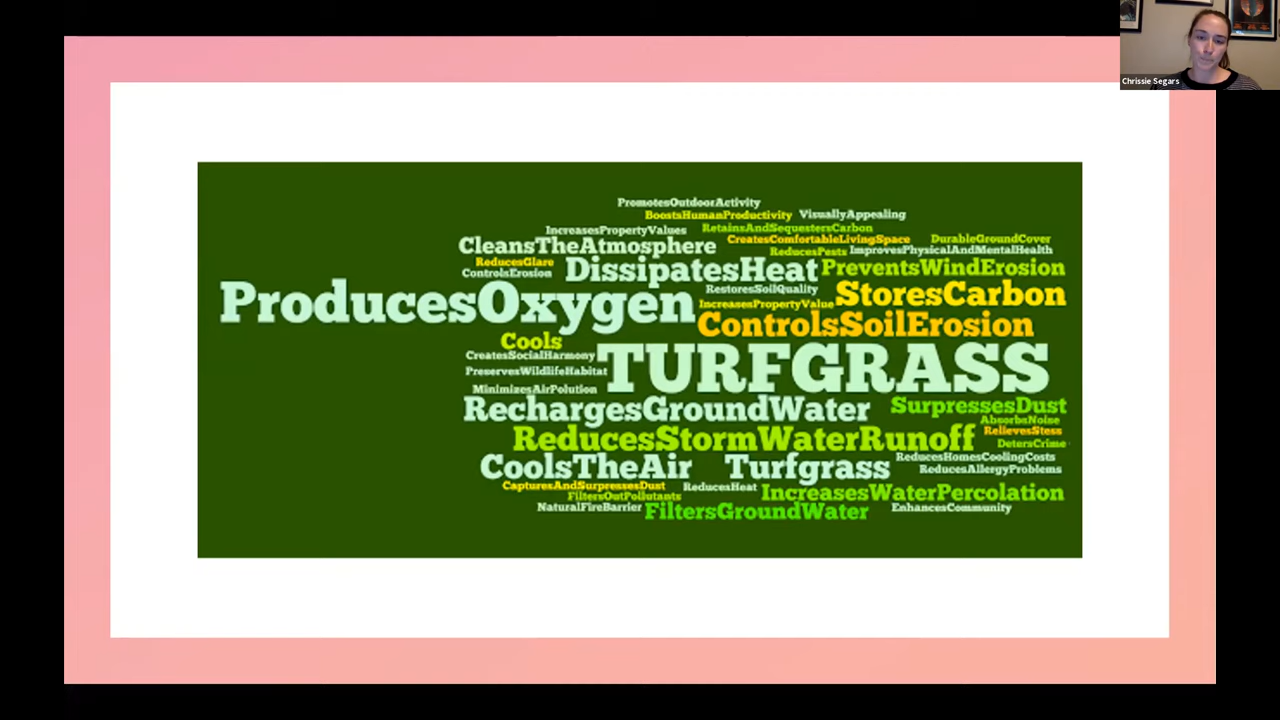 Chrissie Segars
PromotesOutdoorActivity
BoostsHumanProductivity VisuallyAppealing
IncreasesPropertyValues RetainsAndSequestersCarbon
CleansTheAtmosphere CreatesComfortableLivingSpace DurableGroundCover
ReducesPests ImprovesPhysicalAndMentalHealth
ReducesGlare
ControlsErosion DissipatesHeat PreventsWindErosion
RestoresSoilQuality
ProducesOxygen IncreasesPropertyValue StoresCarbon
ControlsSoilErosion
Cools
CreatesSocialHarmony
PreservesWildlifeHabitat TURFGRASS
MinimizesAirPolution
RechargesGroundWater SurpressesDust
AbsorbsNoise
RelievesStess
ReducesStormWaterRunoff DetersCrime
ReducesHomesCoolingCosts
CoolsTheAir Turfgrass ReducesAllergyProblems
CapturesAndSurpressesDust ReducesHeat IncreasesWaterPercolation
FiltersOutPollutants
NaturalFireBarrier FiltersGroundWater EnhancesCommunity